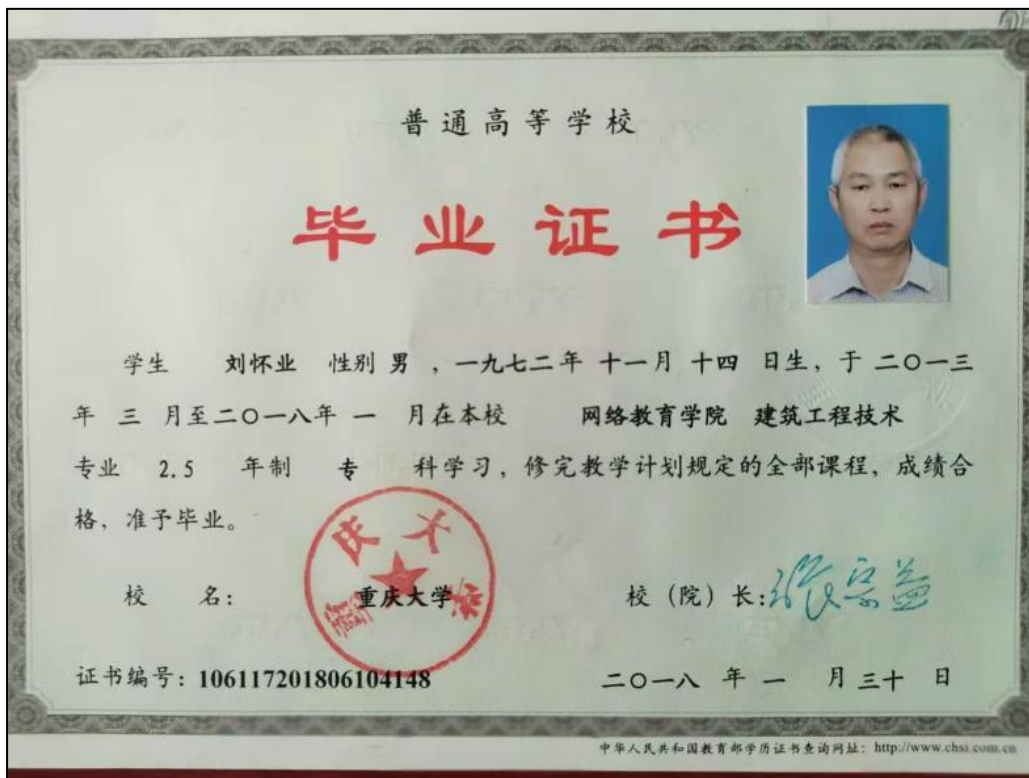 普通高等学校
毕业证书
学生 刘怀业 性别 男 , 一九七二年 十一月 十四 日生, 于 二〇一三
年 三 月至二〇一八年 一 月在本校 网络教育学院 建筑工程技术
专业 2.5 年制 专 科学习, 修完教学计划规定的全部课程, 成绩合
格, 准予毕业。
重庆大学
校 名: 重庆大学 校(院)长: 张宗益
证书编号: 106117201806104148 二〇一八 年 一 月 三十 日
中华人民共和国教育部学历证书查询网址: http://www.chsi.com.cn